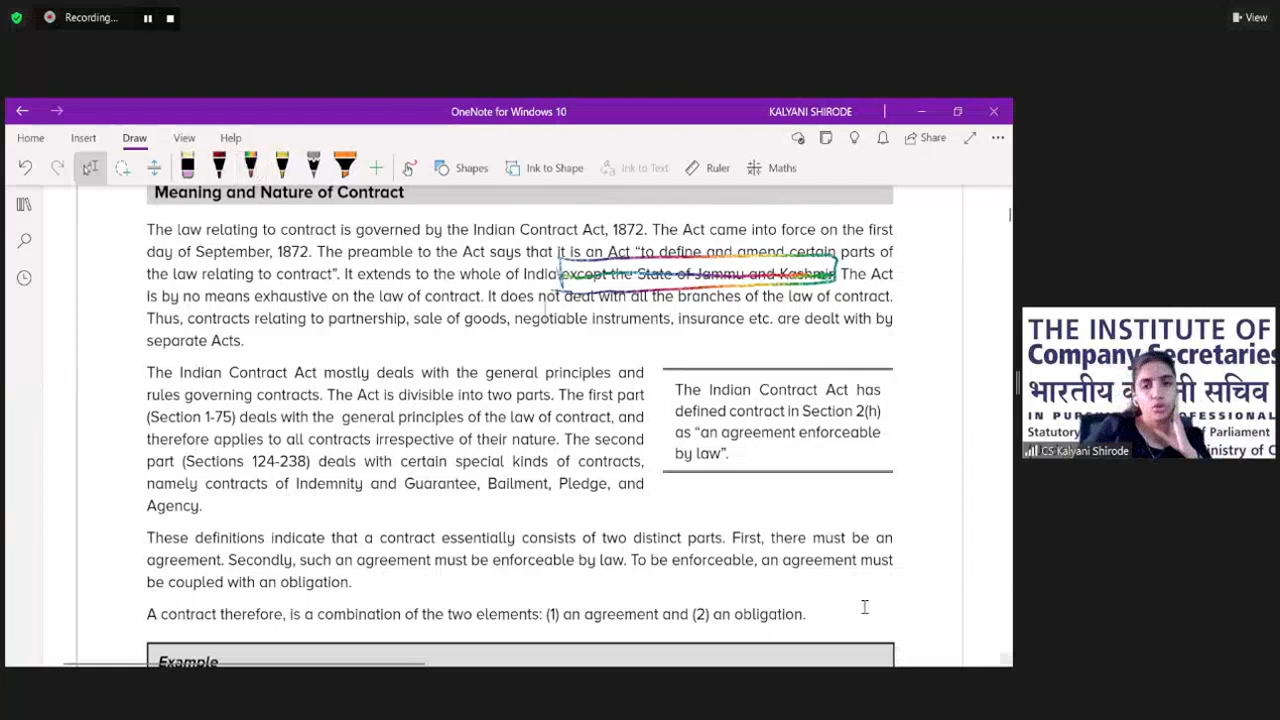 Recording...
View
OneNote for Windows 10
KALYANI SHIRODE
Home Insert Draw View Help
Share
Shapes Ink to Shape Ink to Text Ruler Maths
Meaning and Nature of Contract
The law relating to contract is governed by the Indian Contract Act, 1872. The Act came into force on the first
day of September, 1872. The preamble to the Act says that it is an Act “to define and amend certain parts of
the law relating to contract”. It extends to the whole of India except the State of Jammu and Kashmir. The Act
is by no means exhaustive on the law of contract. It does not deal with all the branches of the law of contract.
Thus, contracts relating to partnership, sale of goods, negotiable instruments, insurance etc. are dealt with by
separate Acts.
The Indian Contract Act mostly deals with the general principles and
rules governing contracts. The Act is divisible into two parts. The first part
(Section 1-75) deals with the general principles of the law of contract, and
therefore applies to all contracts irrespective of their nature. The second
part (Sections 124-238) deals with certain special kinds of contracts,
namely contracts of Indemnity and Guarantee, Bailment, Pledge, and
Agency.
The Indian Contract Act has
defined contract in Section 2(h)
as “an agreement enforceable
by law”.
These definitions indicate that a contract essentially consists of two distinct parts. First, there must be an
agreement. Secondly, such an agreement must be enforceable by law. To be enforceable, an agreement must
be coupled with an obligation.
A contract therefore, is a combination of the two elements: (1) an agreement and (2) an obligation.
Example
THE INSTITUTE OF
Company Secretaries
भारतीय सचिव
IN
Statutory of Parliament
CS Kalyani Shirode